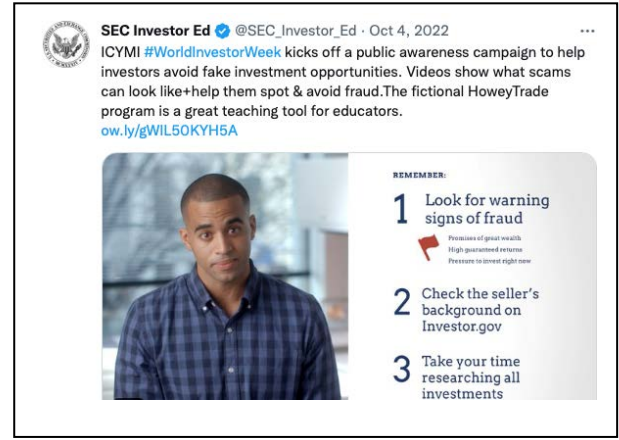 SEC Investor Ed @SEC_Investor_Ed · Oct 4, 2022 ···
ICYMI #WorldInvestorWeek kicks off a public awareness campaign to help
investors avoid fake investment opportunities. Videos show what scams
can look like+help them spot & avoid fraud.The fictional HoweyTrade
program is a great teaching tool for educators.
ow.ly/gWlL50KYH5A
REMEMBER:
1 Look for warning
signs of fraud
Promises of great wealth
High guaranteed returns
Pressure to invest right now
2 Check the seller's
background on
Investor.gov
3 Take your time
researching all
investments